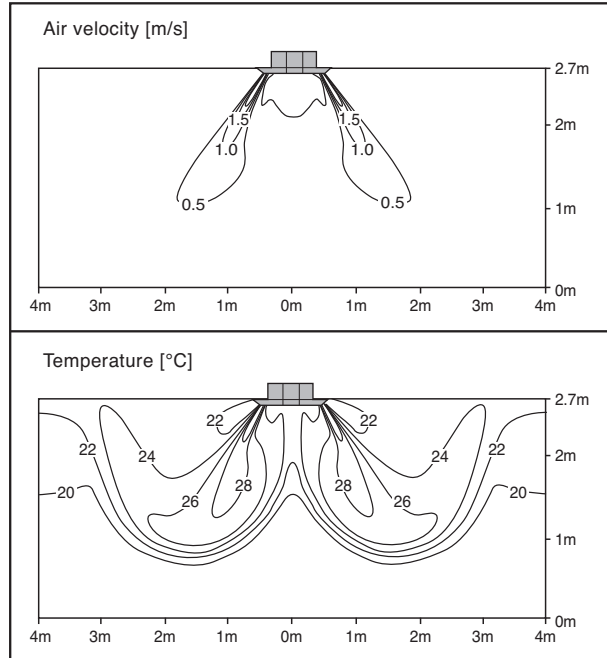 Air velocity [m/s]
2.7m
2m
1.5
1.0
0.5
1.5
1.0
0.5
1m
0m
4m 3m 2m 1m 0m 1m 2m 3m 4m
Temperature [°C]
2.7m
22 22
22 24 24 22
2m
20 26 28 28 26 20
1m
0m
4m 3m 2m 1m 0m 1m 2m 3m 4m